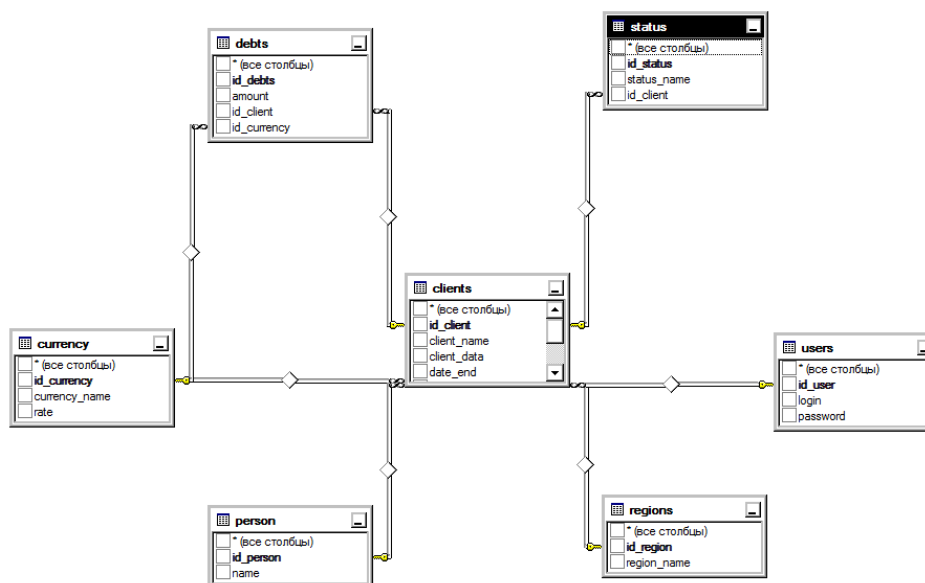 debts
* (все столбцы)
id_debts
amount
id_client
id_currency
status
* (все столбцы)
id_status
status_name
id_client
clients
* (все столбцы)
id_client
client_name
client_data
date_end
currency
* (все столбцы)
id_currency
currency_name
rate
users
* (все столбцы)
id_user
login
password
person
* (все столбцы)
id_person
name
regions
* (все столбцы)
id_region
region_name